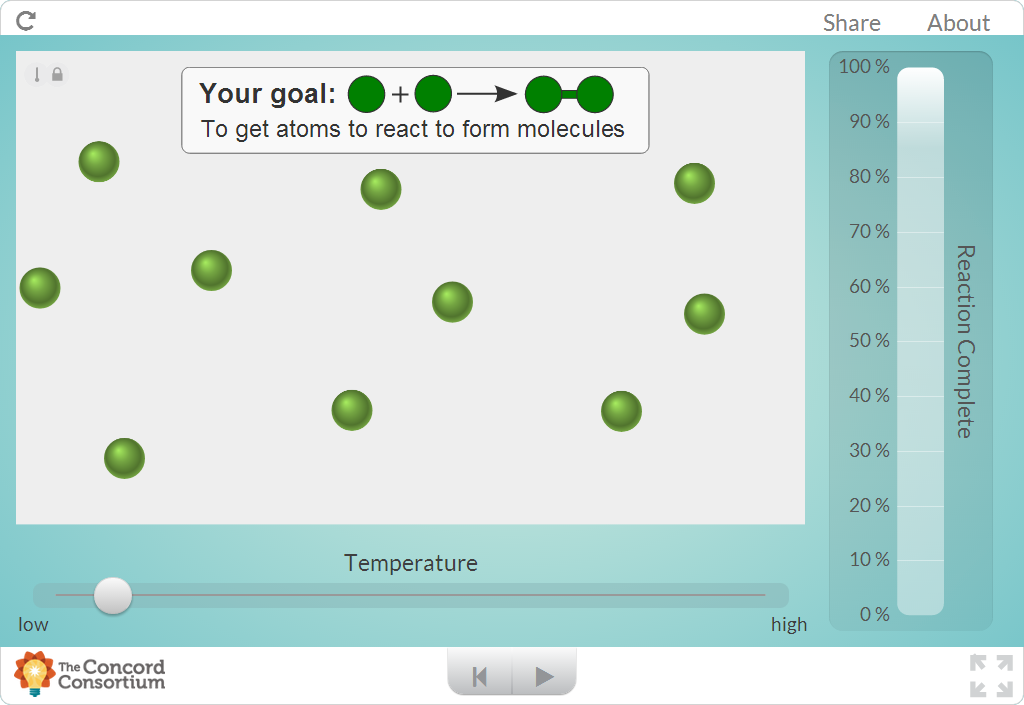 Share
About
Your goal: + →
To get atoms to react to form molecules
100 %
90 %
80 %
70 %
60 %
50 %
40 %
30 %
20 %
10 %
0 %
Reaction Complete
Temperature
low
high
The Concord
Consortium